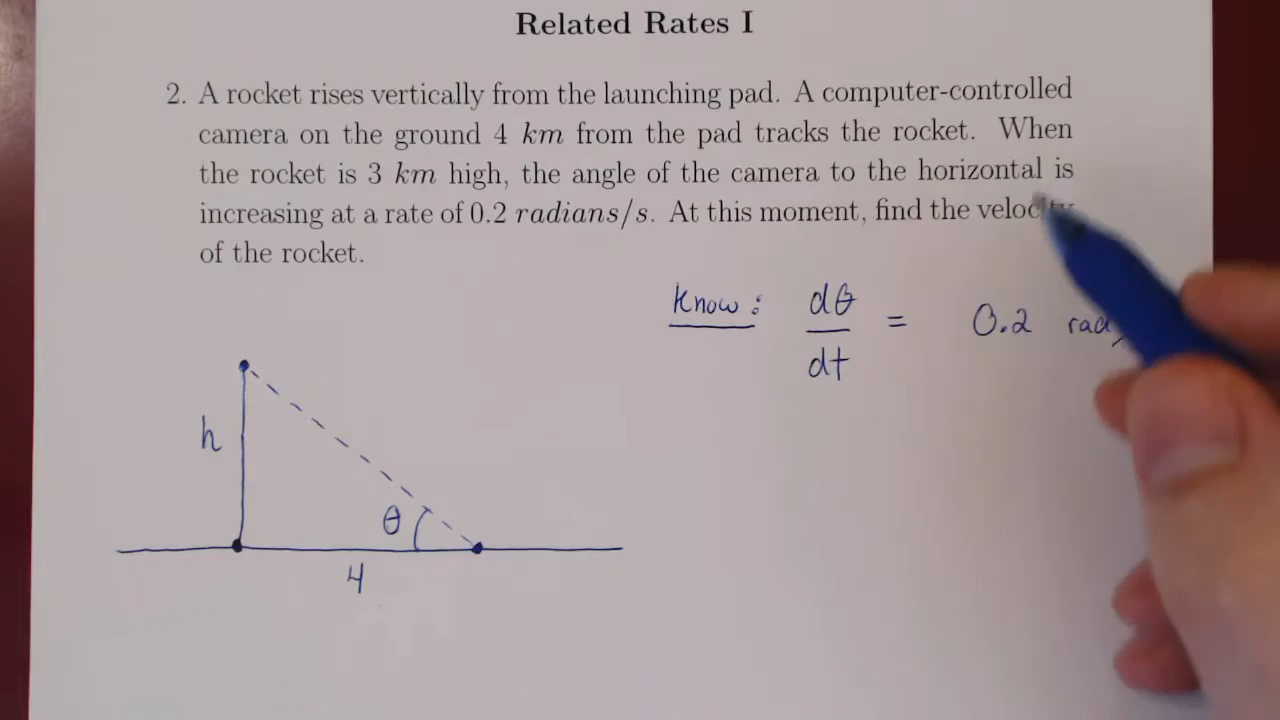 Related Rates I
2. A rocket rises vertically from the launching pad. A computer-controlled
camera on the ground 4 km from the pad tracks the rocket. When
the rocket is 3 km high, the angle of the camera to the horizontal is
increasing at a rate of 0.2 radians/s. At this moment, find the velocity
of the rocket.
Know: dθ/dt = 0.2 rad/
h
θ
4